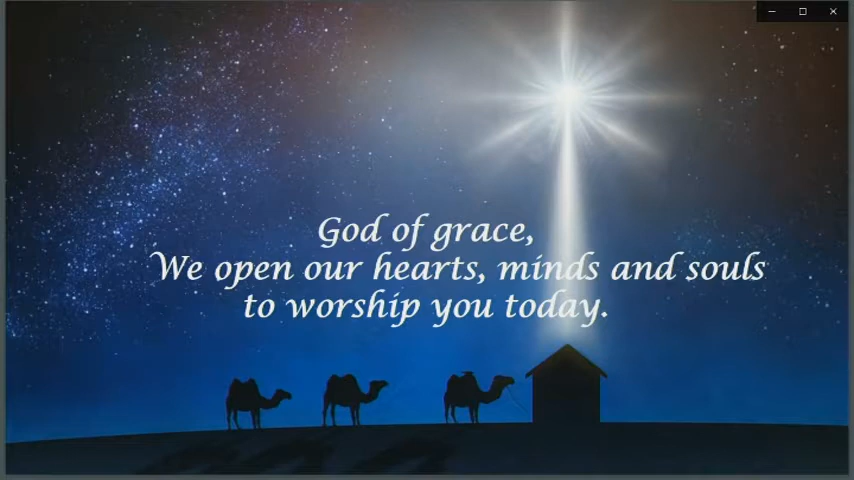 God of grace,
We open our hearts, minds and souls
to worship you today.